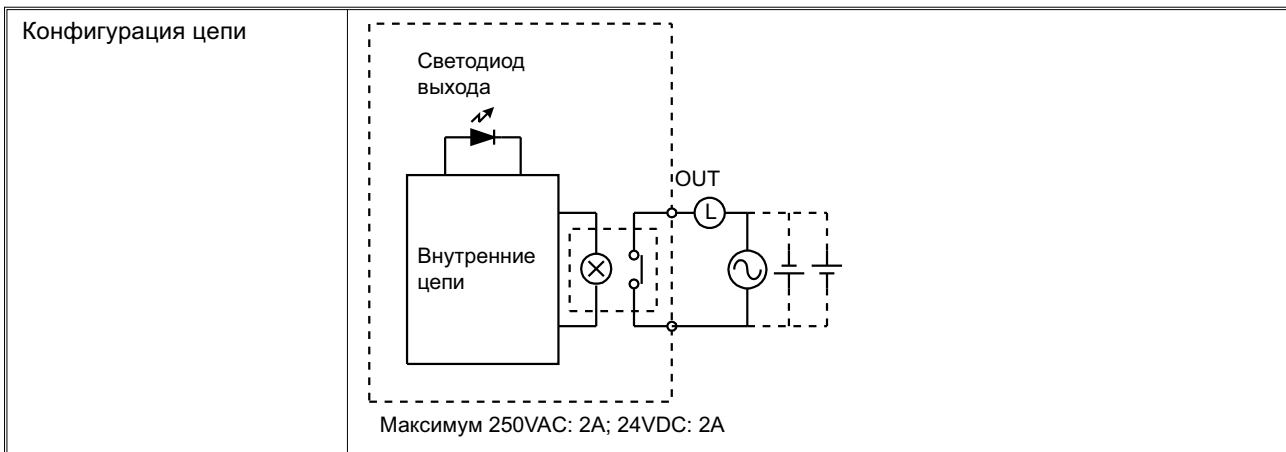 Конфигурация цепи
Светодиод
выхода
OUT
L
Внутренние
цепи
Максимум 250VAC: 2A; 24VDC: 2A